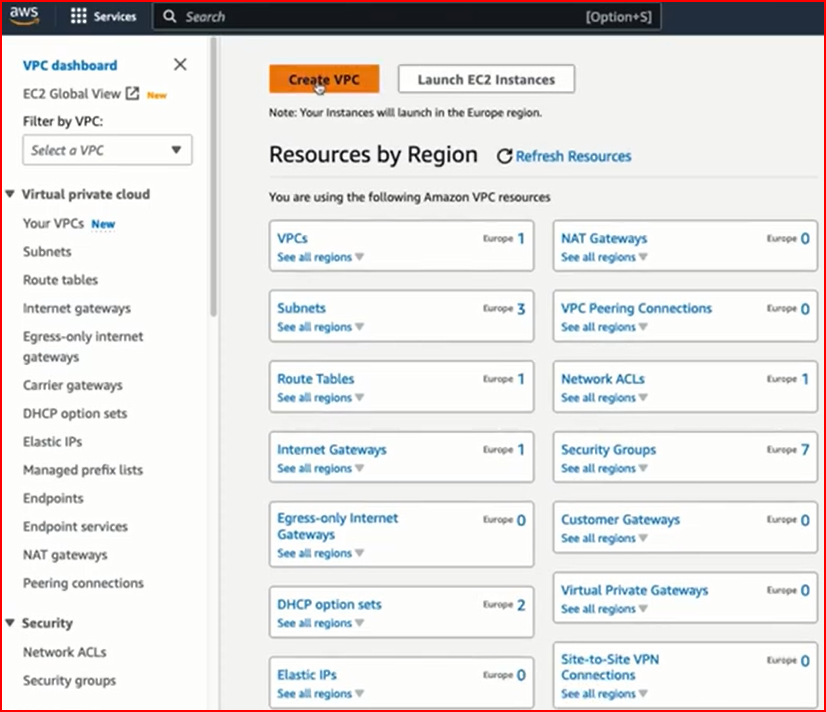 aws
Services
Search
[Option+S]
VPC dashboard
EC2 Global View New
Filter by VPC:
Select a VPC
Virtual private cloud
Your VPCs New
Subnets
Route tables
Internet gateways
Egress-only internet
gateways
Carrier gateways
DHCP option sets
Elastic IPs
Managed prefix lists
Endpoints
Endpoint services
NAT gateways
Peering connections
Security
Network ACLs
Security groups
Create VPC
Launch EC2 Instances
Note: Your Instances will launch in the Europe region.
Resources by Region
Refresh Resources
You are using the following Amazon VPC resources
VPCs Europe 1
See all regions
NAT Gateways Europe 0
See all regions
Subnets Europe 3
See all regions
VPC Peering Connections Europe 0
See all regions
Route Tables Europe 1
See all regions
Network ACLs Europe 1
See all regions
Internet Gateways Europe 1
See all regions
Security Groups Europe 7
See all regions
Egress-only Internet Europe 0
Gateways
See all regions
Customer Gateways Europe 0
See all regions
DHCP option sets Europe 2
See all regions
Virtual Private Gateways Europe 0
See all regions
Elastic IPs Europe 0
See all regions
Site-to-Site VPN Europe 0
Connections
See all regions